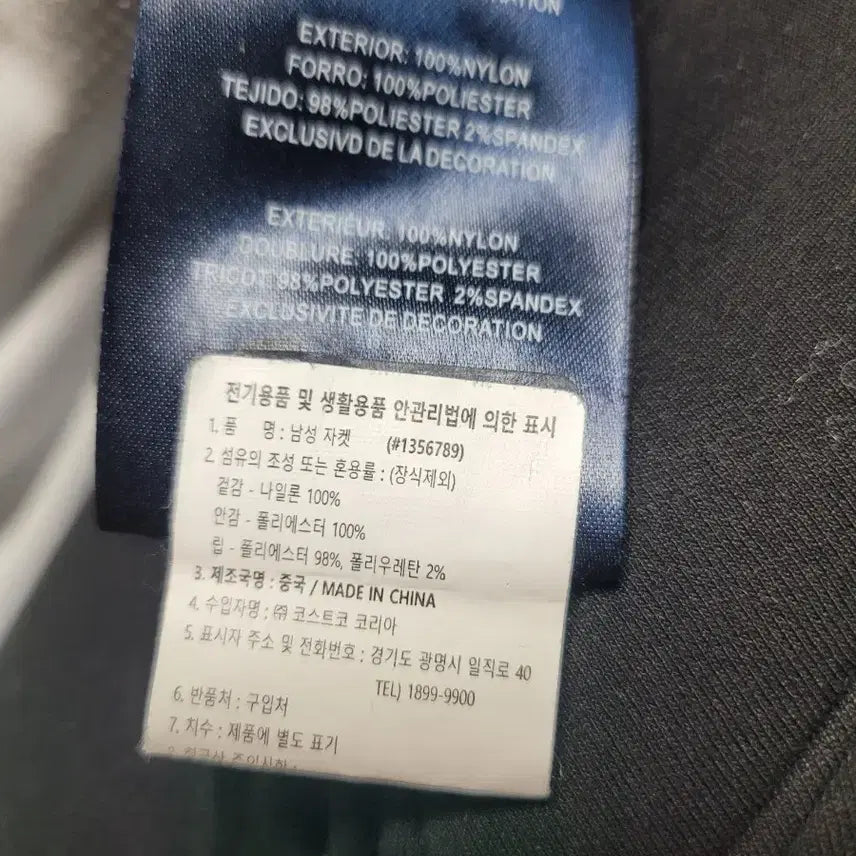 DECORATION
EXTERIOR: 100%NYLON
FORRO: 100%POLIESTER
TEJIDO: 98%POLIESTER 2%SPANDEX
EXCLUSIVD DE LA DECORATION
EXTERIEUR 100%NYLON
DOUBLURE: 100%POLYESTER
TRICOT: 98%POLYESTER 2%SPANDEX
EXCLUSIVITE DE DECORATION
전기용품 및 생활용품 안관리법에 의한 표시
1. 품 명 : 남성 자켓 (#1356789)
2. 섬유의 조성 또는 혼용률 : (장식제외)
겉감 - 나일론 100%
안감 - 폴리에스터 100%
립 - 폴리에스터 98%, 폴리우레탄 2%
3. 제조국명 : 중국 / MADE IN CHINA
4. 수입자명 : ㈜ 코스트코 코리아
5. 표시자 주소 및 전화번호 : 경기도 광명시 일직로 40
TEL) 1899-9900
6. 반품처 : 구입처
7. 치수 : 제품에 별도 표기